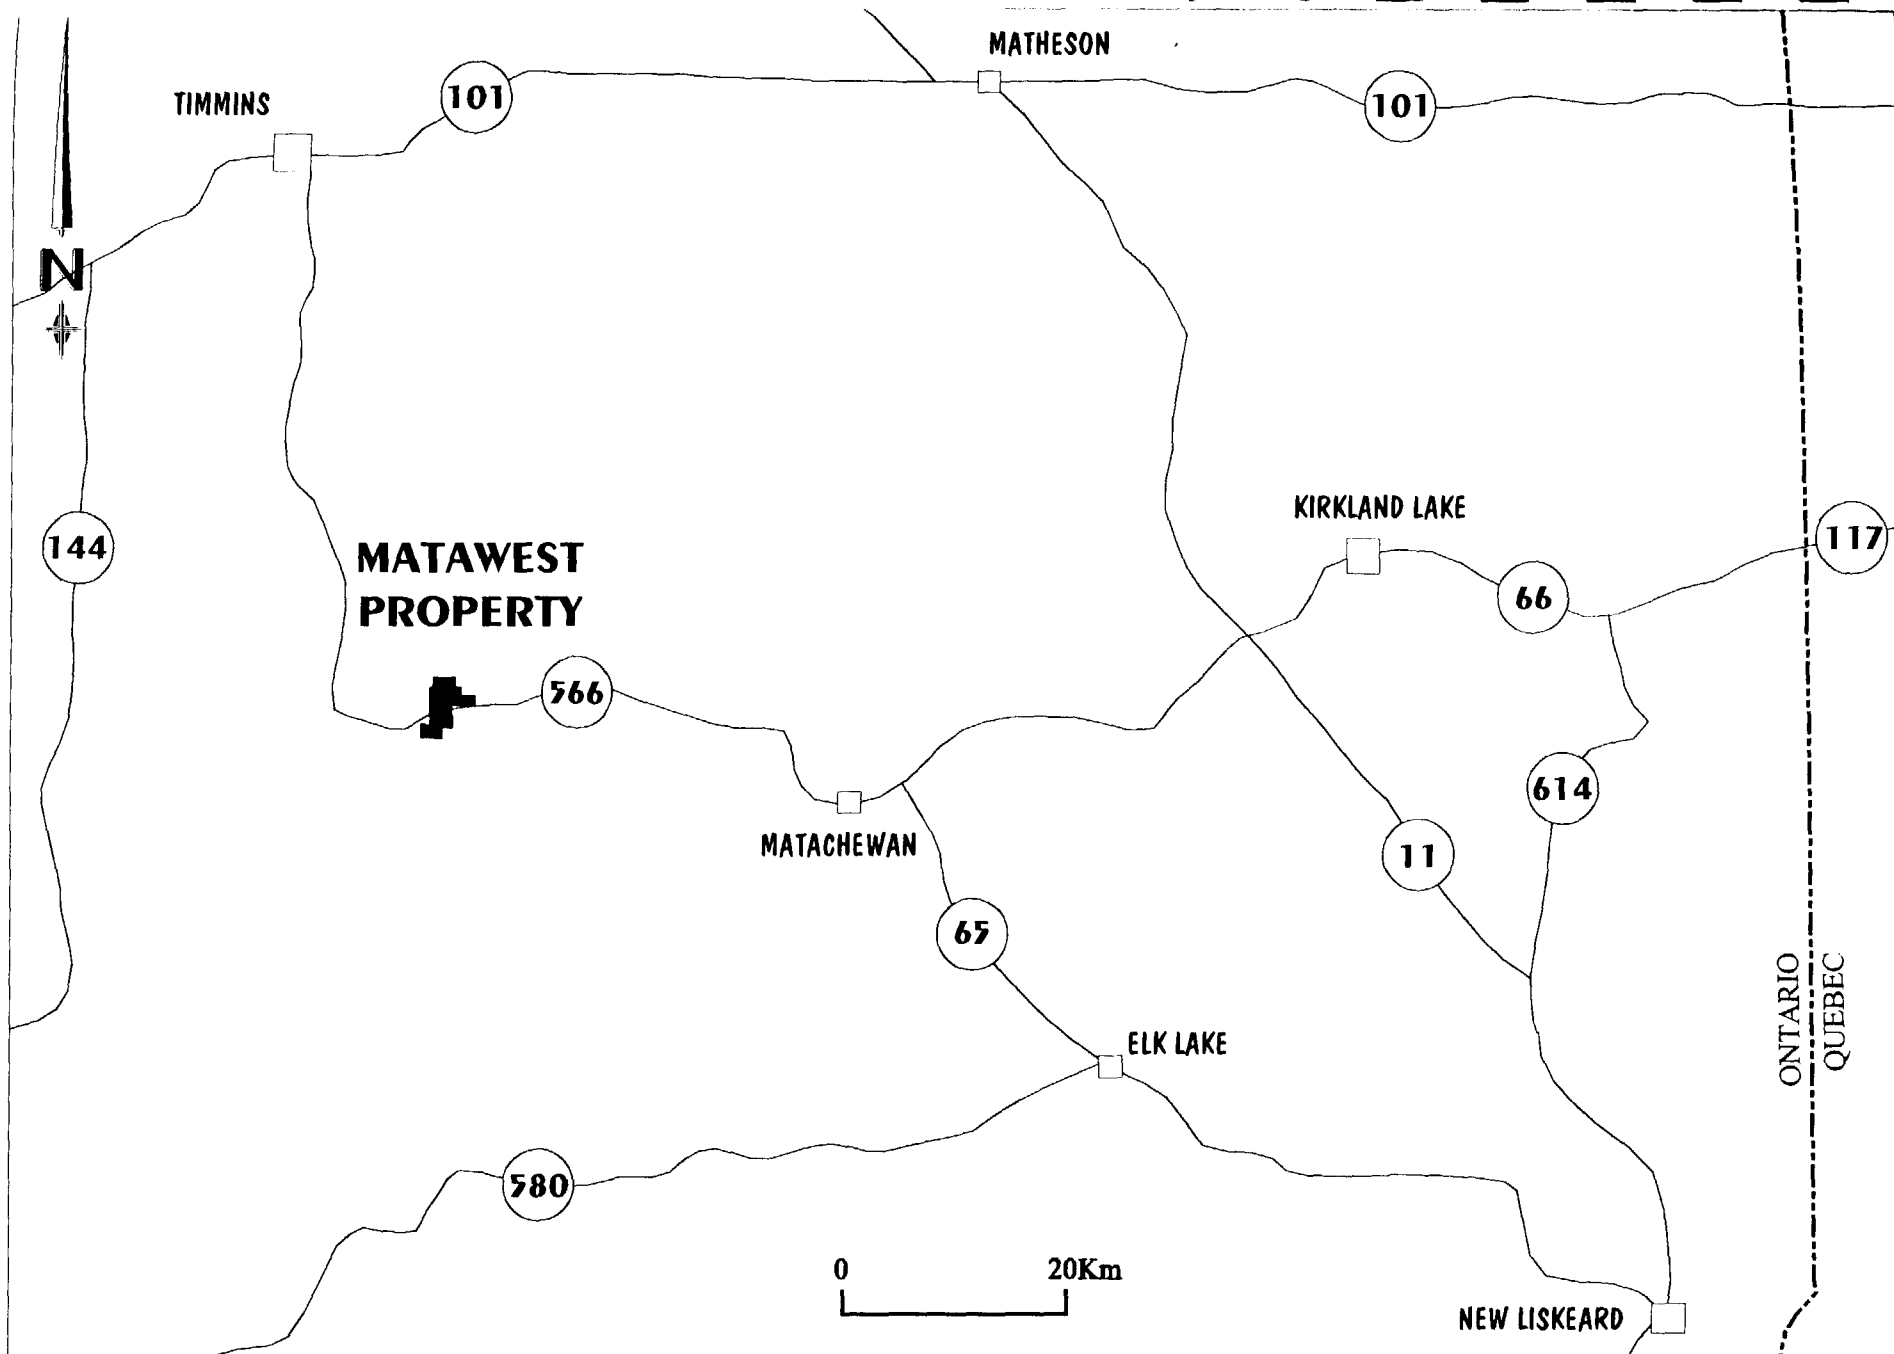 MATHESON
TIMMINS
101
101
N
KIRKLAND LAKE
117
144
MATAWEST
PROPERTY
66
566
614
MATACHEWAN
11
65
ONTARIO
QUEBEC
ELK LAKE
580
0 20Km
NEW LISKEARD